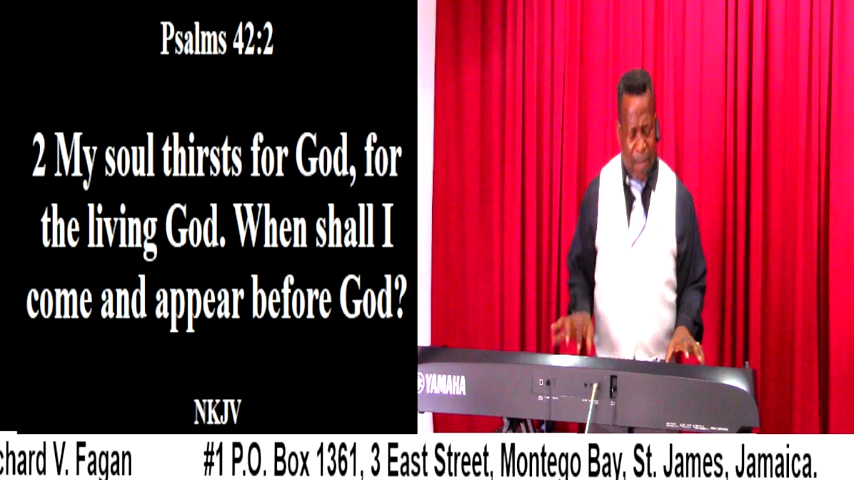 Psalms 42:2
2 My soul thirsts for God, for
the living God. When shall I
come and appear before God?
NKJV
YAMAHA
chard V. Fagan #1 P.O. Box 1361, 3 East Street, Montego Bay, St. James, Jamaica.